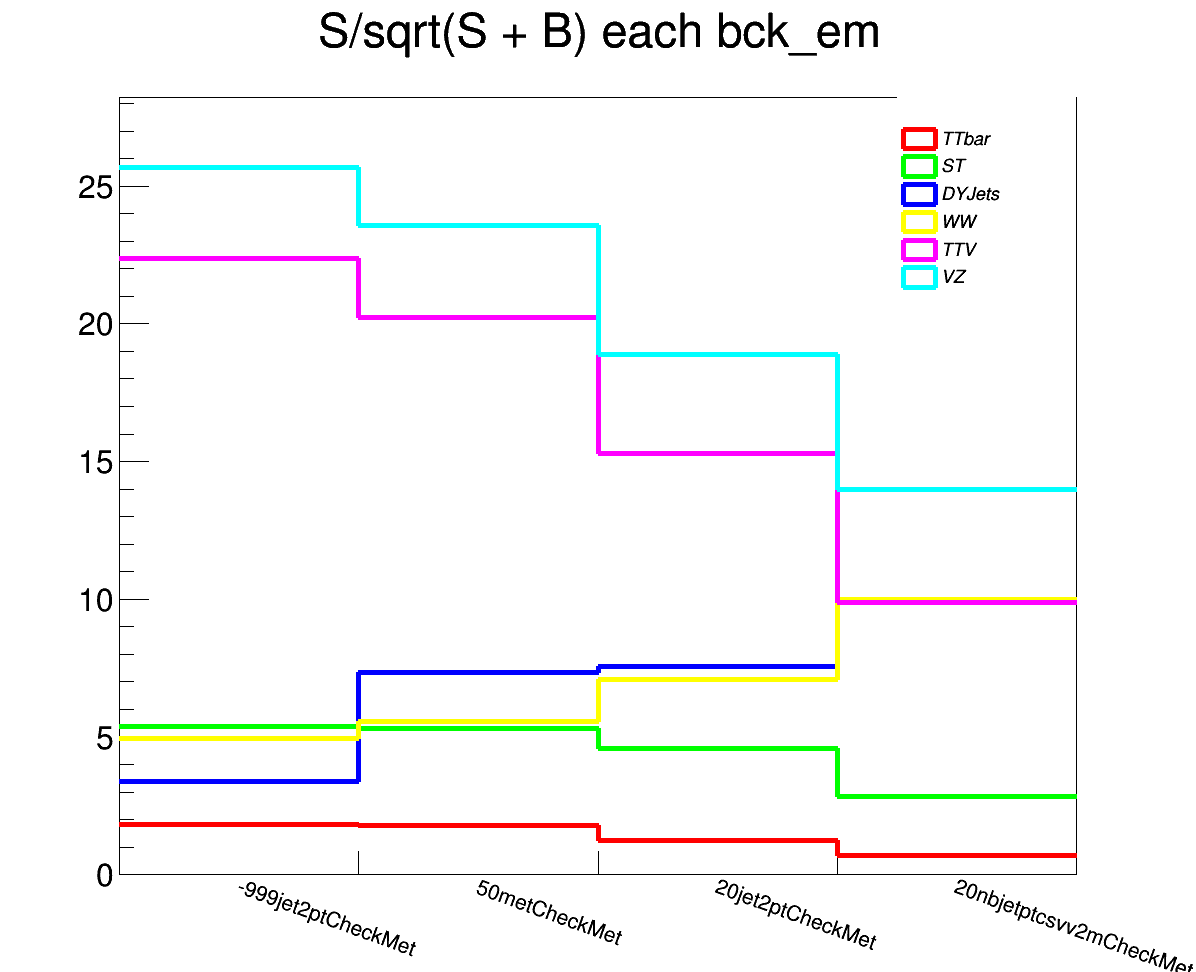 S/sqrt(S + B) each bck_em
TTbar
ST
DYJets
WW
TTV
VZ
25
20
15
10
5
0
-999jet2ptCheckMet
50metCheckMet
20jet2ptCheckMet
20nbjetptcsvv2mCheckMet